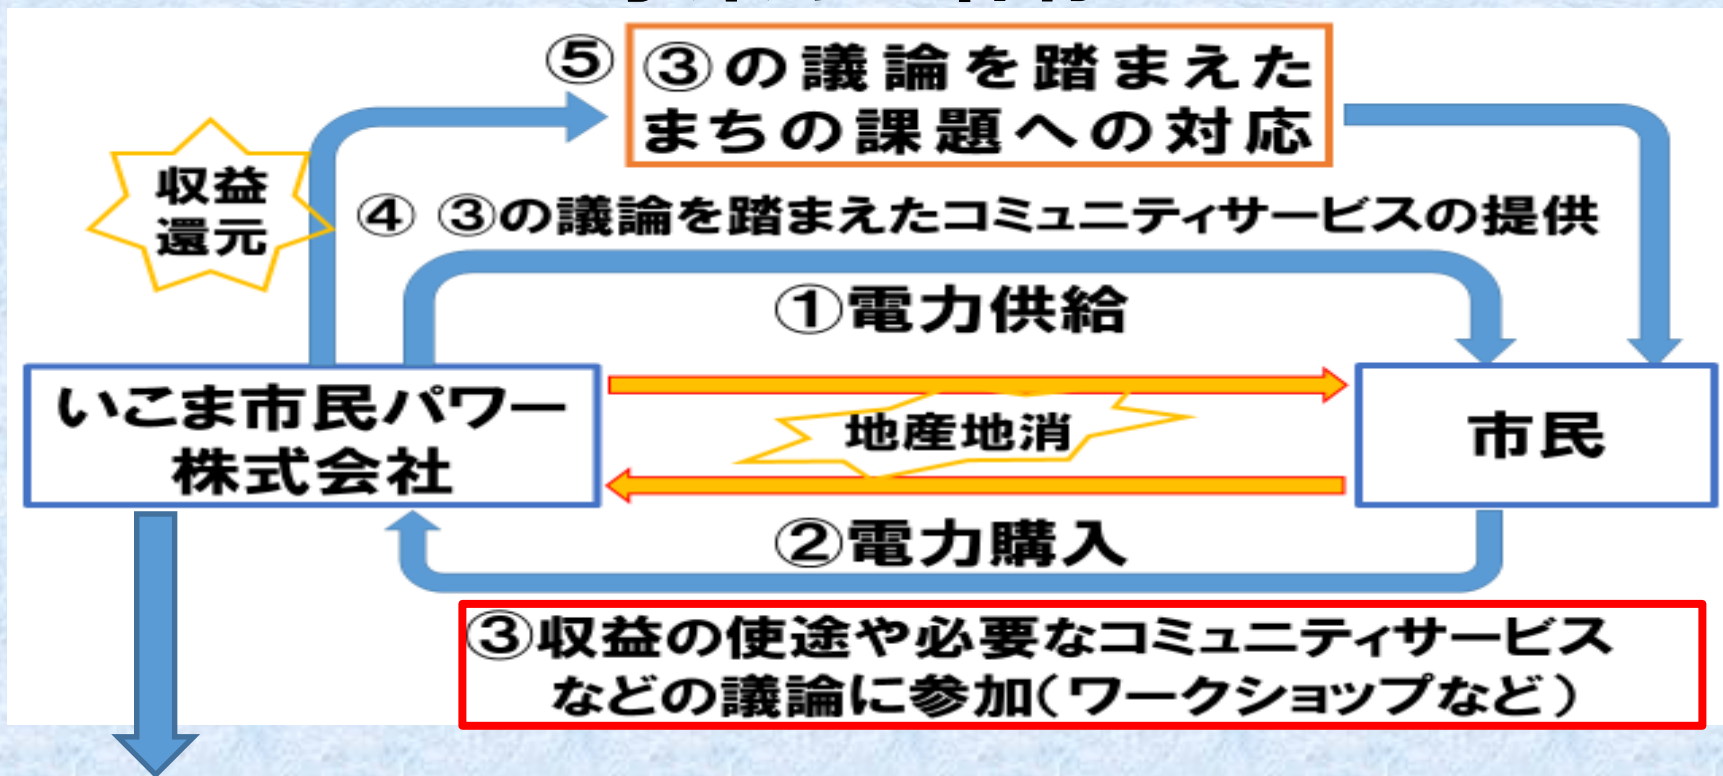 ⑤ ③の議論を踏まえた
まちの課題への対応
収益
還元
④ ③の議論を踏まえたコミュニティサービスの提供
①電力供給
いこま市民パワー
株式会社
地産地消
市民
②電力購入
③収益の使途や必要なコミュニティサービス
などの議論に参加(ワークショップなど)